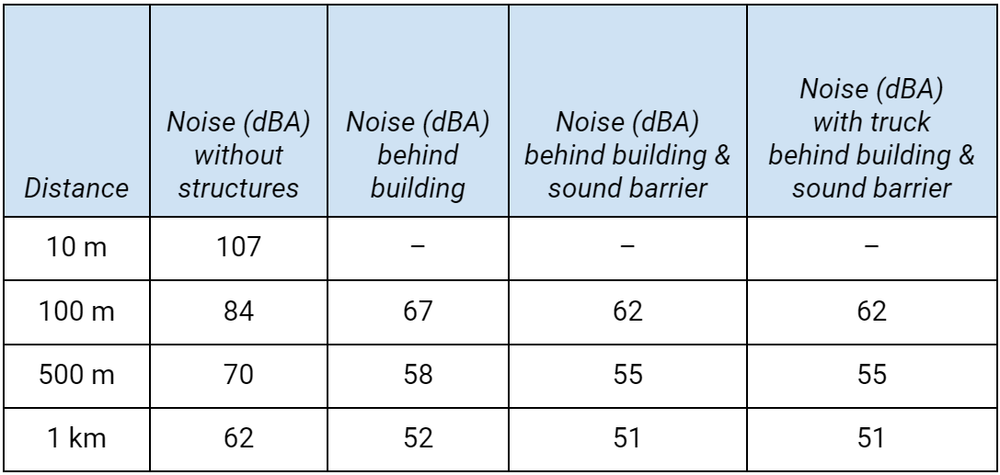 Distance
Noise (dBA)
without
structures
Noise (dBA)
behind
building
Noise (dBA)
behind building &
sound barrier
Noise (dBA)
with truck
behind building &
sound barrier
10 m 107 – – –
100 m 84 67 62 62
500 m 70 58 55 55
1 km 62 52 51 51